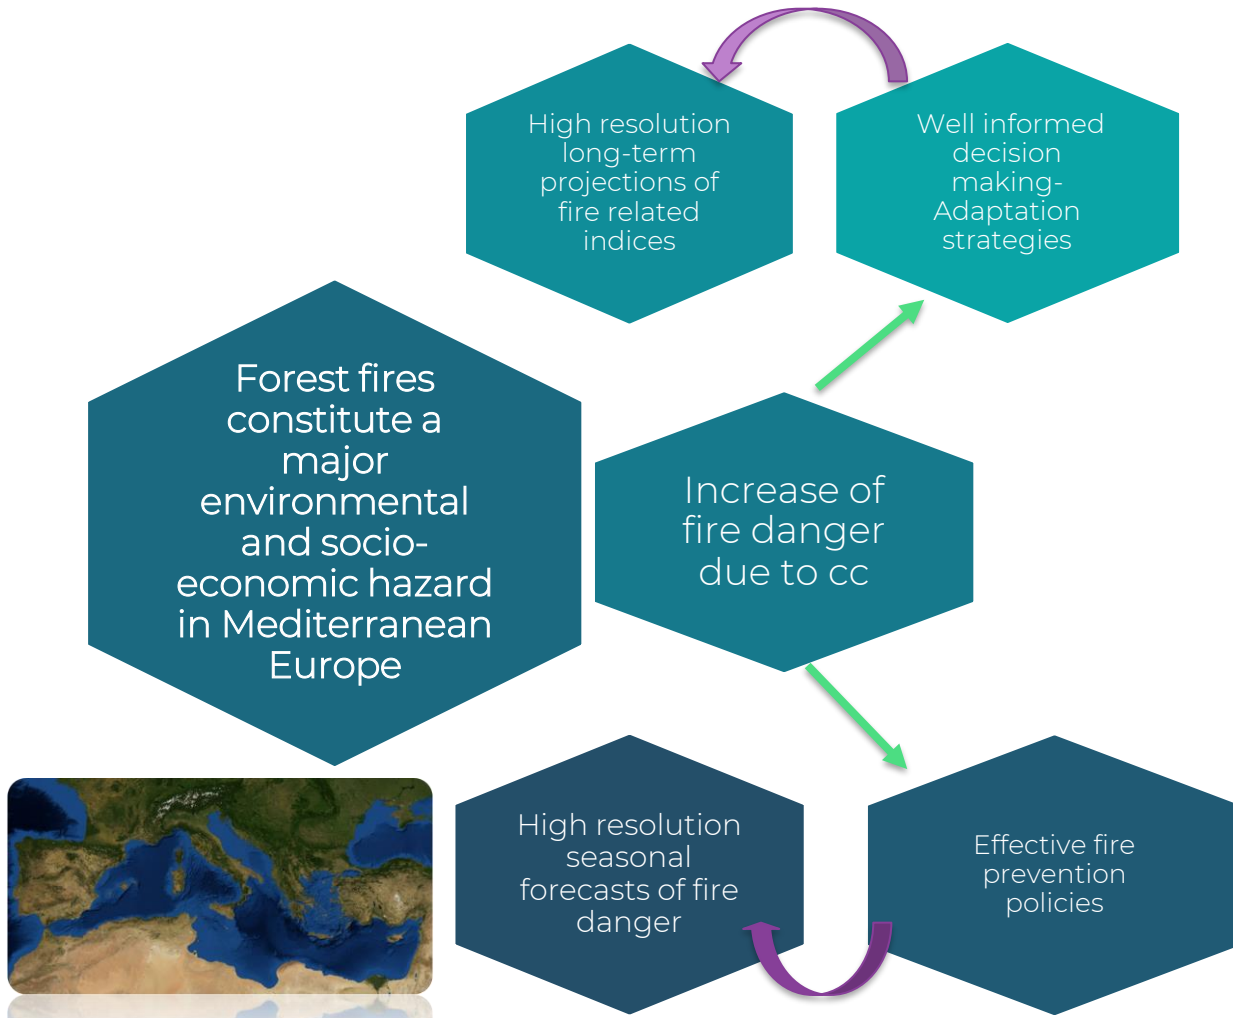 High resolution
long-term
projections of
fire related
indices
Well informed
decision
making-
Adaptation
strategies
Forest fires
constitute a
major
environmental
and socio-
economic hazard
in Mediterranean
Europe
Increase of
fire danger
due to cc
High resolution
seasonal
forecasts of fire
danger
Effective fire
prevention
policies